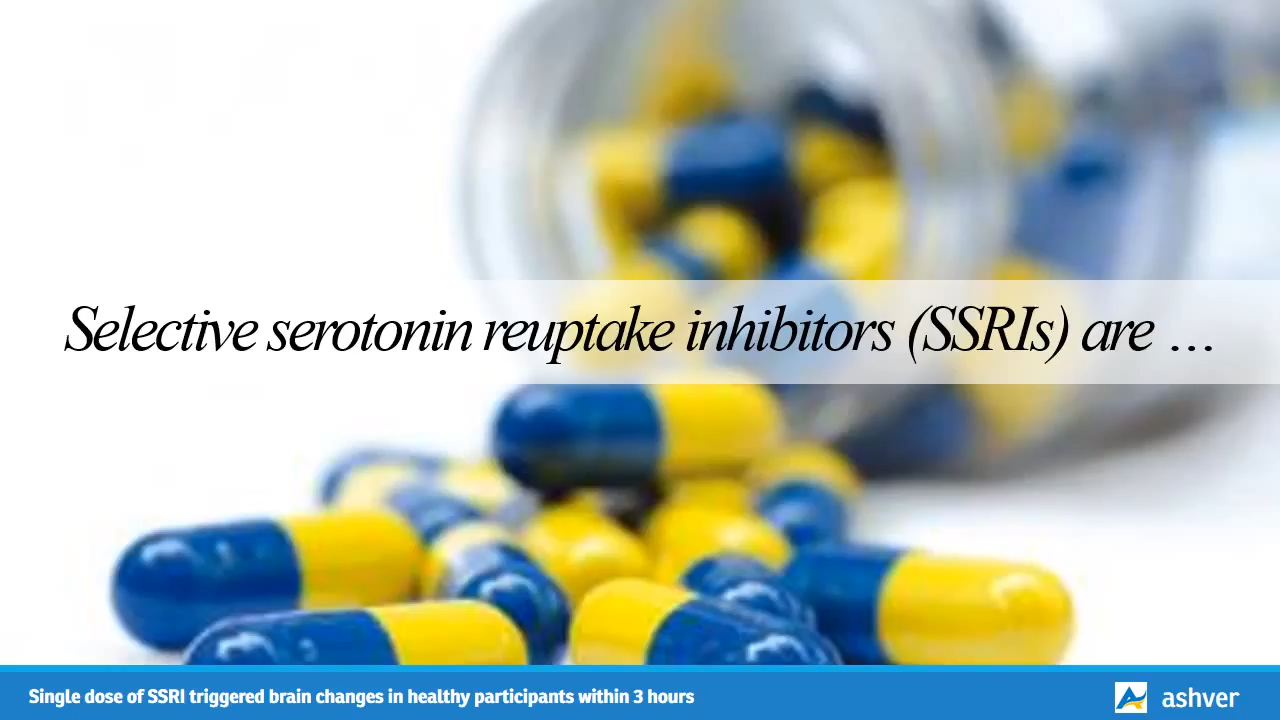 Selective serotonin reuptake inhibitors (SSRIs) are …
Single dose of SSRI triggered brain changes in healthy participants within 3 hours
ashver